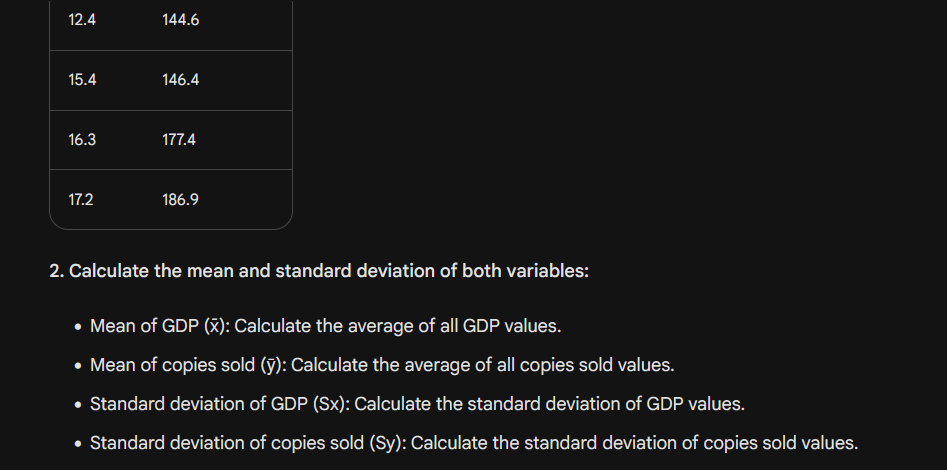 12.4 144.6
15.4 146.4
16.3 177.4
17.2 186.9
2. Calculate the mean and standard deviation of both variables:
• Mean of GDP (x̄): Calculate the average of all GDP values.
• Mean of copies sold (ȳ): Calculate the average of all copies sold values.
• Standard deviation of GDP (Sx): Calculate the standard deviation of GDP values.
• Standard deviation of copies sold (Sy): Calculate the standard deviation of copies sold values.